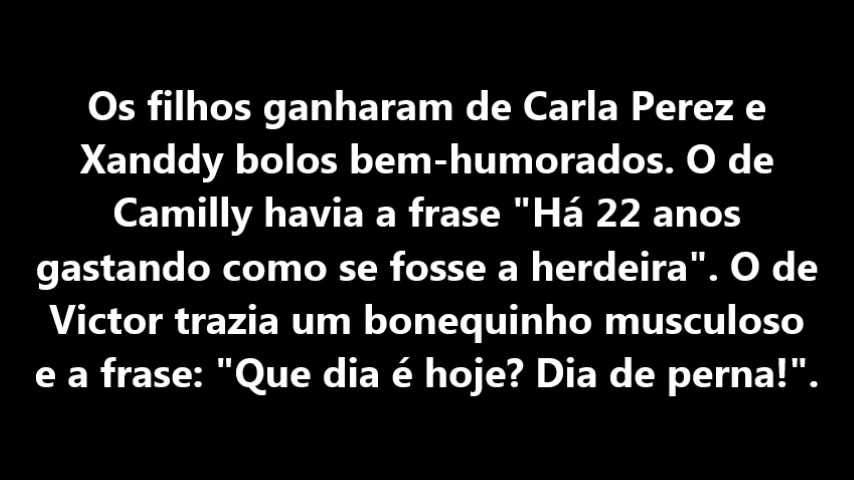 Os filhos ganharam de Carla Perez e
Xanddy bolos bem-humorados. O de
Camilly havia a frase "Há 22 anos
gastando como se fosse a herdeira". O de
Victor trazia um bonequinho musculoso
e a frase: "Que dia é hoje? Dia de perna!".